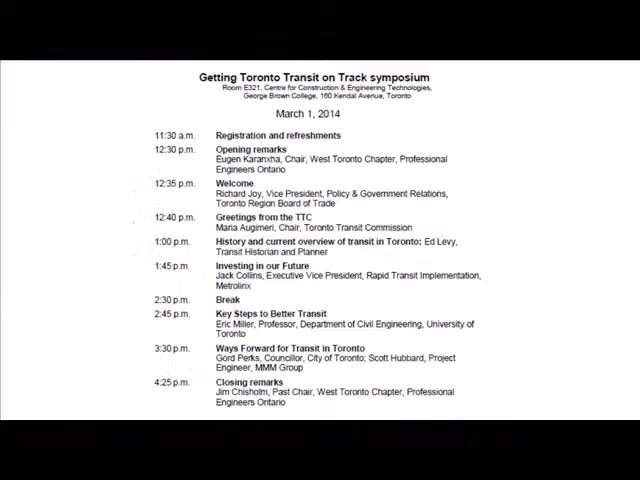 Getting Toronto Transit on Track symposium
Room E321, Centre for Construction & Engineering Technologies,
George Brown College, 160 Kendal Avenue, Toronto
March 1, 2014
11:30 a.m. Registration and refreshments
12:30 p.m. Opening remarks
Eugen Karanxha, Chair, West Toronto Chapter, Professional
Engineers Ontario
12:35 p.m. Welcome
Richard Joy, Vice President, Policy & Government Relations,
Toronto Region Board of Trade
12:40 p.m. Greetings from the TTC
Maria Augimeri, Chair, Toronto Transit Commission
1:00 p.m. History and current overview of transit in Toronto: Ed Levy,
Transit Historian and Planner
1:45 p.m. Investing in our Future
Jack Collins, Executive Vice President, Rapid Transit Implementation,
Metrolinx
2:30 p.m. Break
2:45 p.m. Key Steps to Better Transit
Eric Miller, Professor, Department of Civil Engineering, University of
Toronto
3:30 p.m. Ways Forward for Transit in Toronto
Gord Perks, Councillor, City of Toronto; Scott Hubbard, Project
Engineer, MMM Group
4:25 p.m. Closing remarks
Jim Chisholm, Past Chair, West Toronto Chapter, Professional
Engineers Ontario